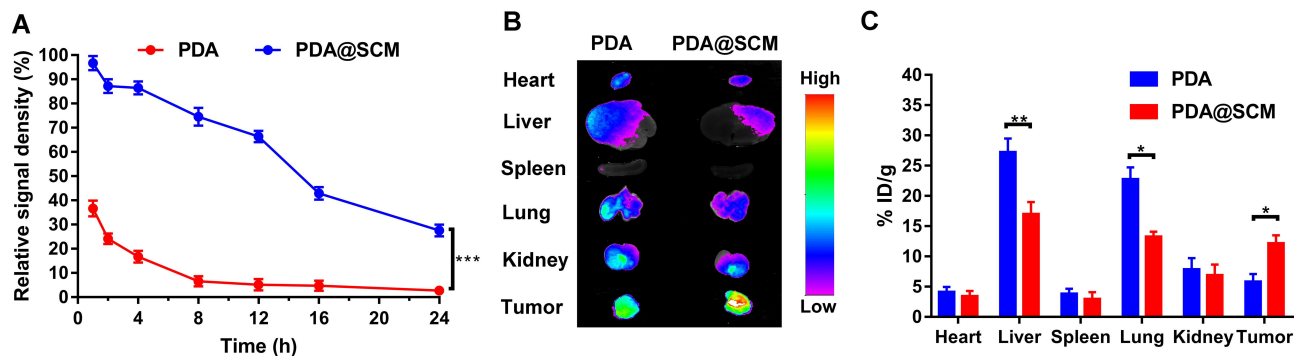 A
PDA
PDA@SCM
Relative signal density (%)
100
90
80
70
60
50
40
30
20
10
0
0
4
8
12
16
20
24
***
Time (h)
B
PDA
PDA@SCM
Heart
Liver
Spleen
Lung
Kidney
Tumor
High
Low
C
PDA
PDA@SCM
% ID/g
40
35
30
25
20
15
10
5
0
**
*
*
Heart
Liver
Spleen
Lung
Kidney
Tumor